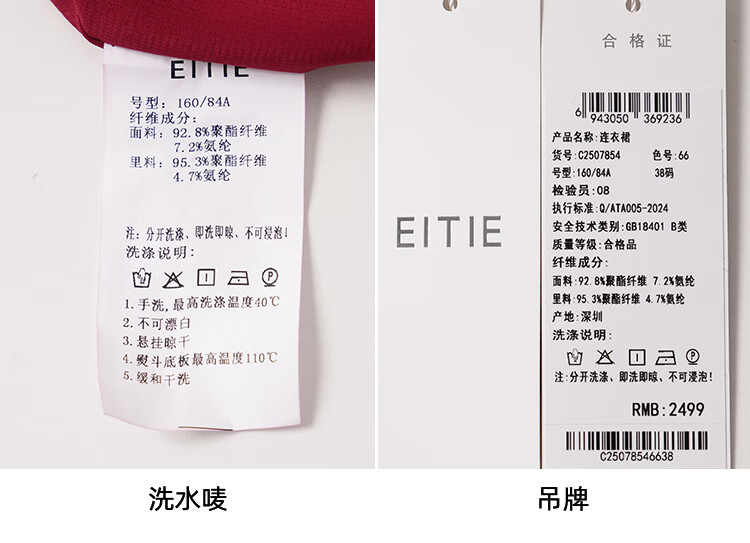 EITIE
号型：160/84A
纤维成分：
面料：92.8%聚酯纤维
7.2%氨纶
里料：95.3%聚酯纤维
4.7%氨纶
注：分开洗涤、即洗即晾、不可浸泡！
洗涤说明：
1.手洗,最高洗涤温度40℃
2.不可漂白
3.悬挂晾干
4.熨斗底板最高温度110℃
5.缓和干洗
洗水唛
EITIE
合格证
6 943050 369236
产品名称：连衣裙
货号：C2507854 色号：66
号型：160/84A 38码
检验员：08
执行标准：Q/ATA005-2024
安全技术类别：GB18401 B类
质量等级：合格品
纤维成分：
面料：92.8%聚酯纤维 7.2%氨纶
里料：95.3%聚酯纤维 4.7%氨纶
产地：深圳
洗涤说明：
注：分开洗涤、即洗即晾、不可浸泡！
RMB：2499
C25078546638
吊牌